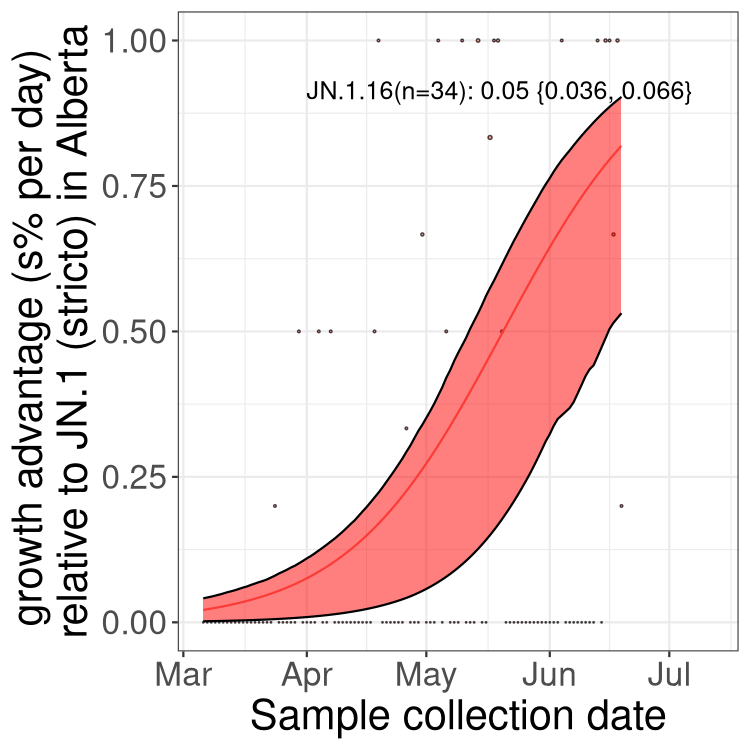 growth advantage (s% per day)
relative to JN.1 (stricto) in Alberta
1.00
0.75
0.50
0.25
0.00
JN.1.16(n=34): 0.05 {0.036, 0.066}
Mar Apr May Jun Jul
Sample collection date